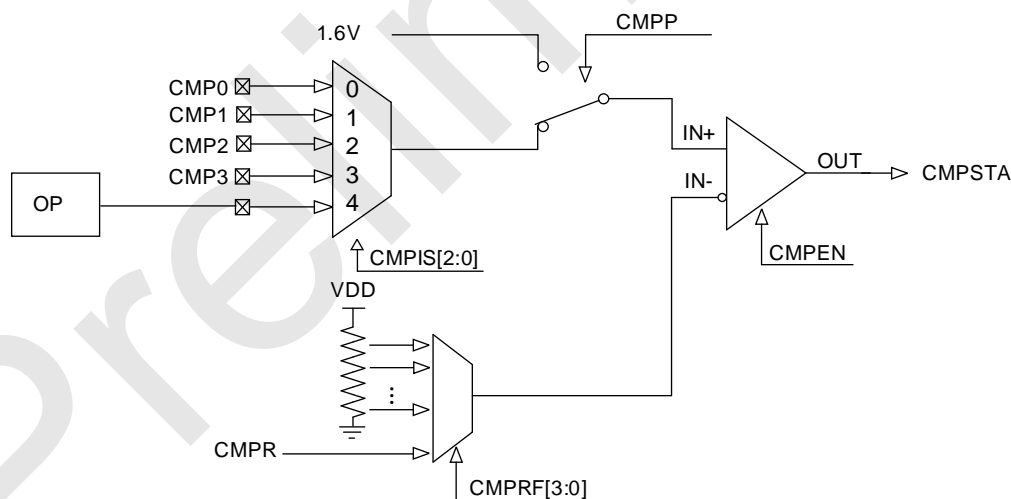 Prelim
1.6V
CMPP
CMP0
CMP1
CMP2
CMP3
0
1
2
3
4
OP
IN+
IN-
OUT
CMPSTA
CMPEN
CMPIS[2:0]
VDD
CMPR
CMPRF[3:0]